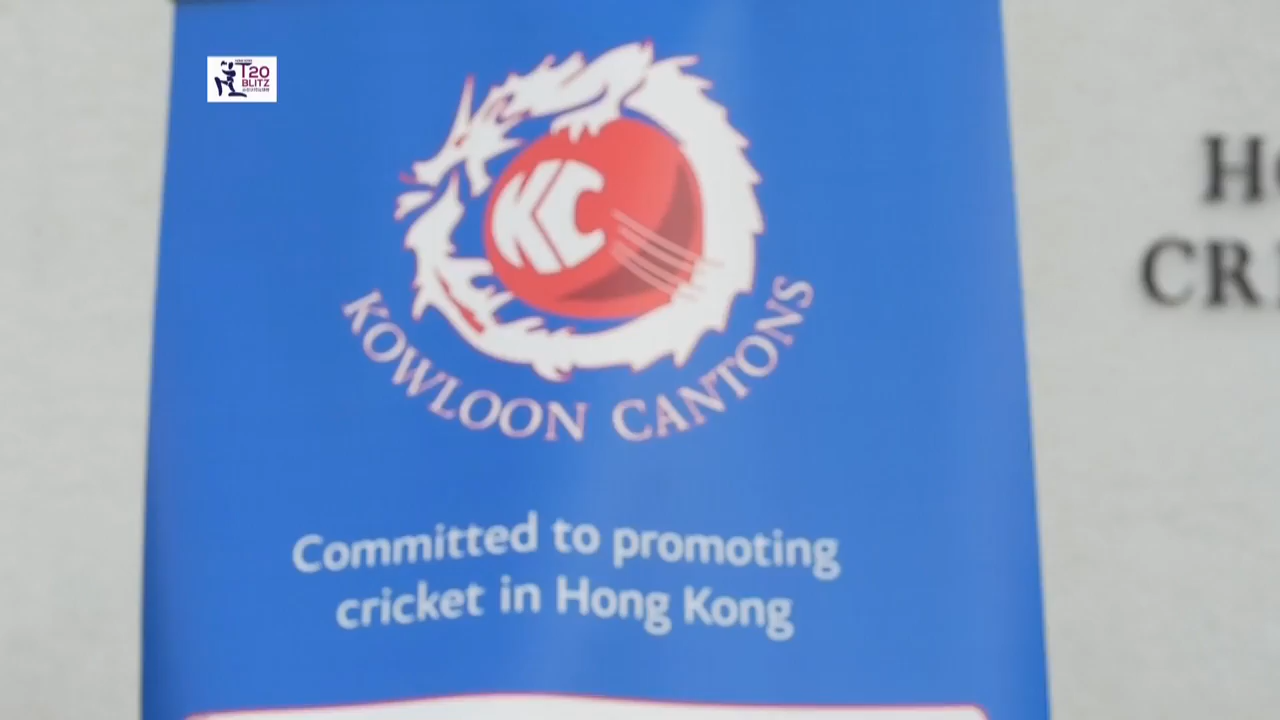 T20
BLITZ
KC
KOWLOON CANTONS
Committed to promoting
cricket in Hong Kong